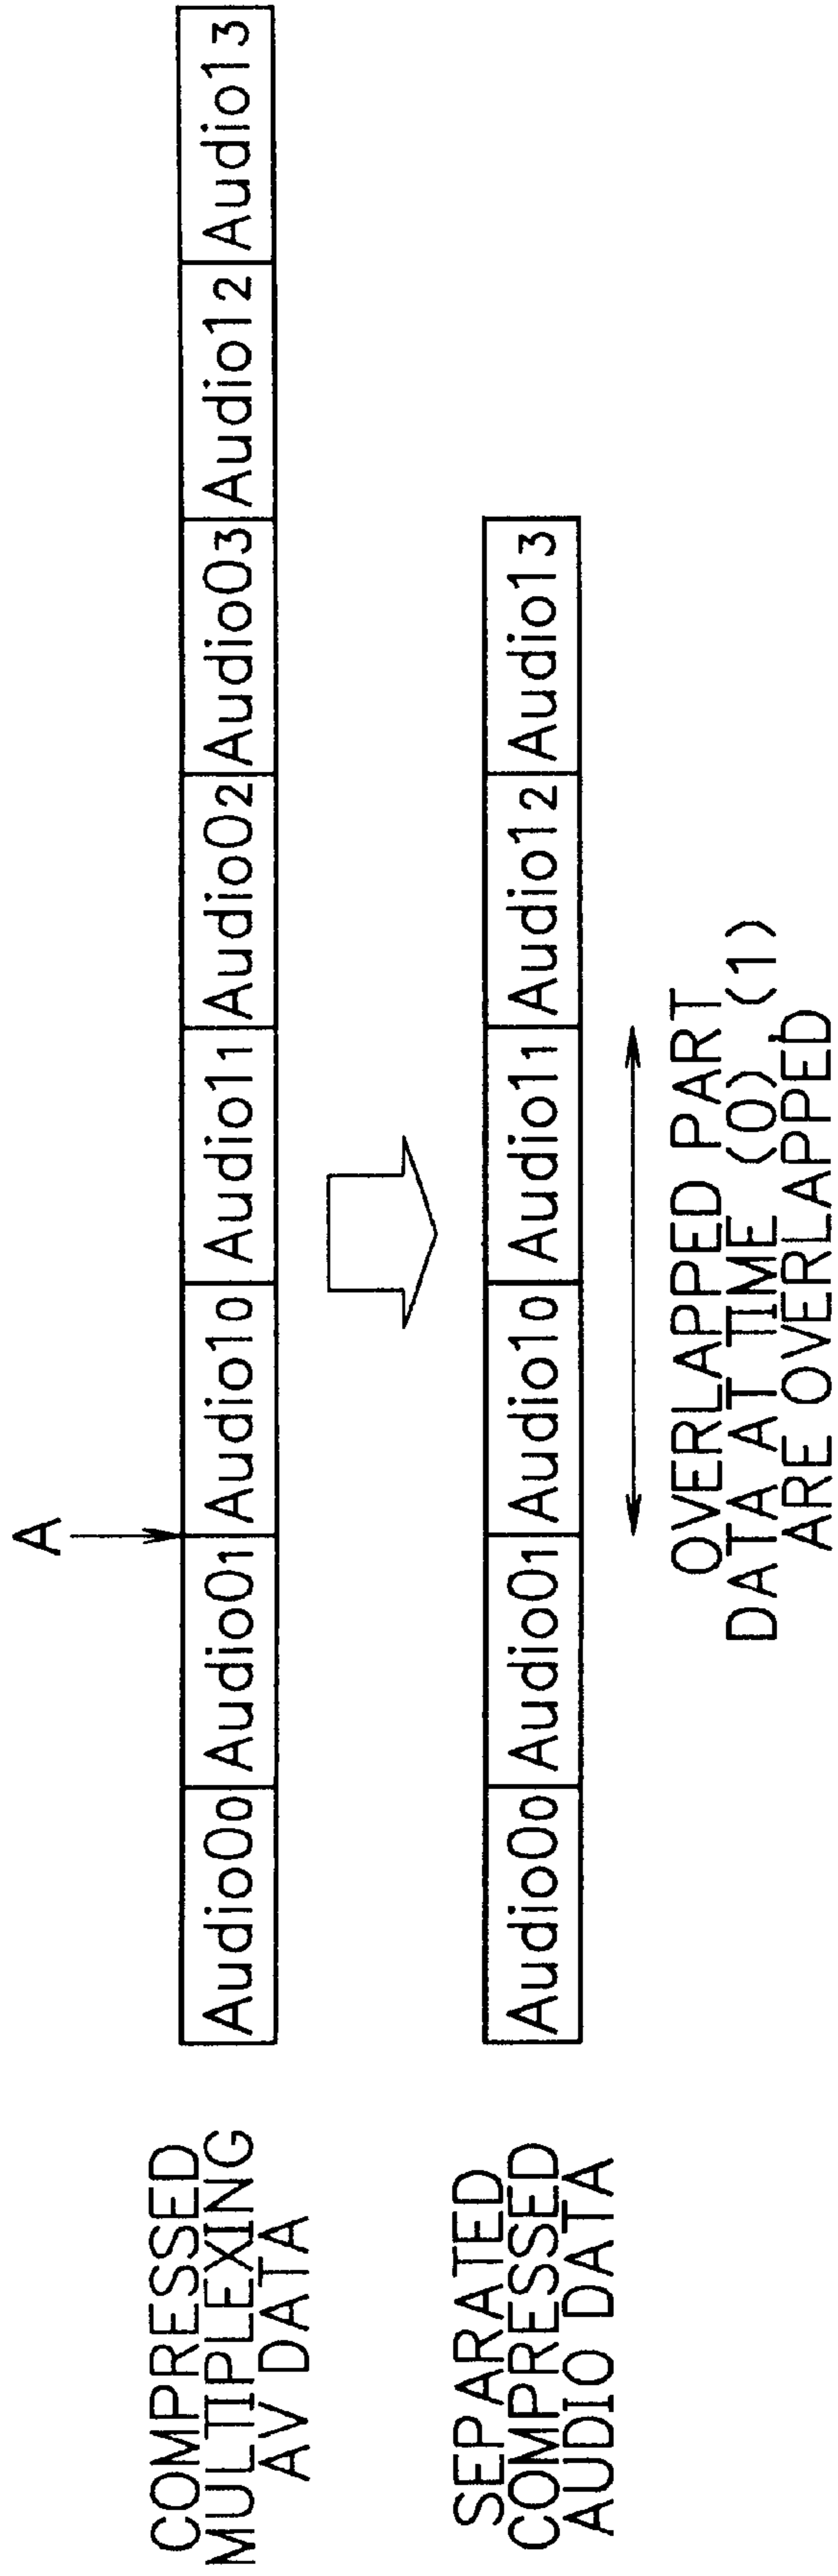 A
COMPRESSED
MULTIPLEXING
AV DATA
Audio00 Audio01 Audio10 Audio11 Audio02 Audio03 Audio12 Audio13
SEPARATED
COMPRESSED
AUDIO DATA
Audio00 Audio01 Audio10 Audio11 Audio12 Audio13
OVERLAPPED PART
DATA AT TIME (0), (1)
ARE OVERLAPPED